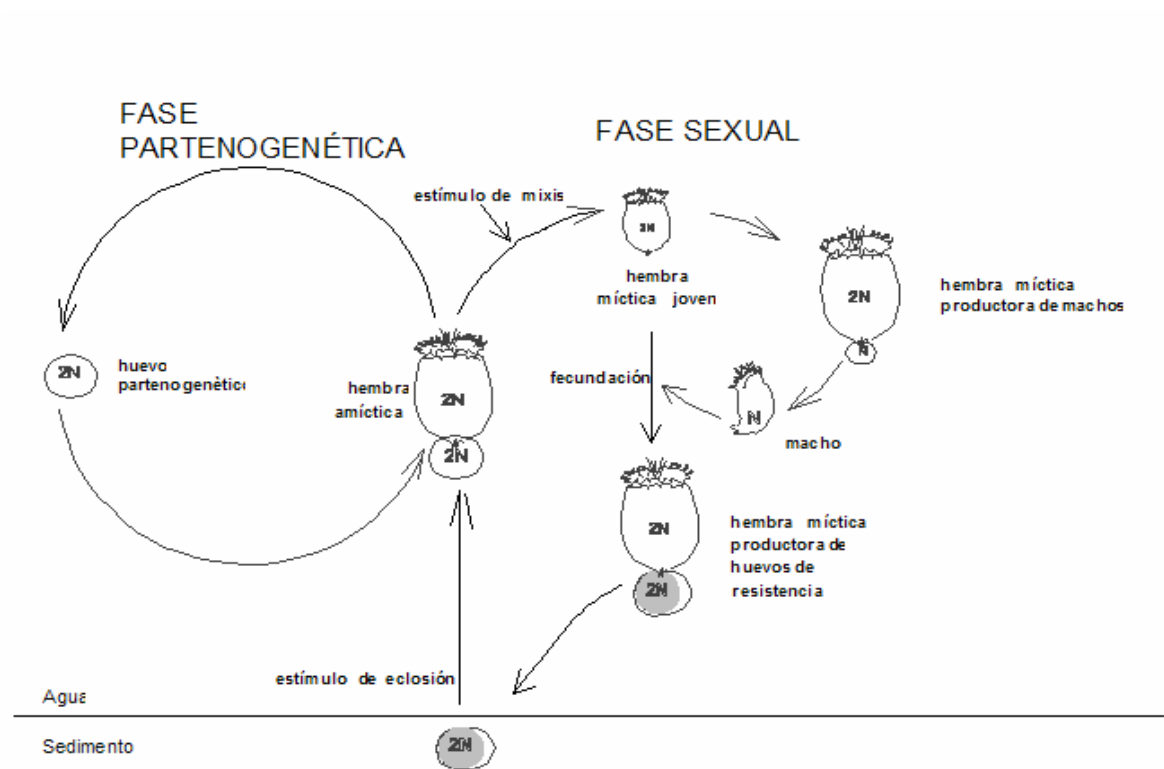 FASE
PARTENOGENÉTICA
FASE SEXUAL
estímulo de mixis
2N
hembra
míctica joven
2N
hembra míctica
productora de machos
N
2N
huevo
partenogenètico
hembra
amíctica
2N
2N
fecundación
N
macho
2N
hembra míctica
productora de
huevos de
resistencia
2N
estímulo de eclosión
Agua
Sedimento
2N